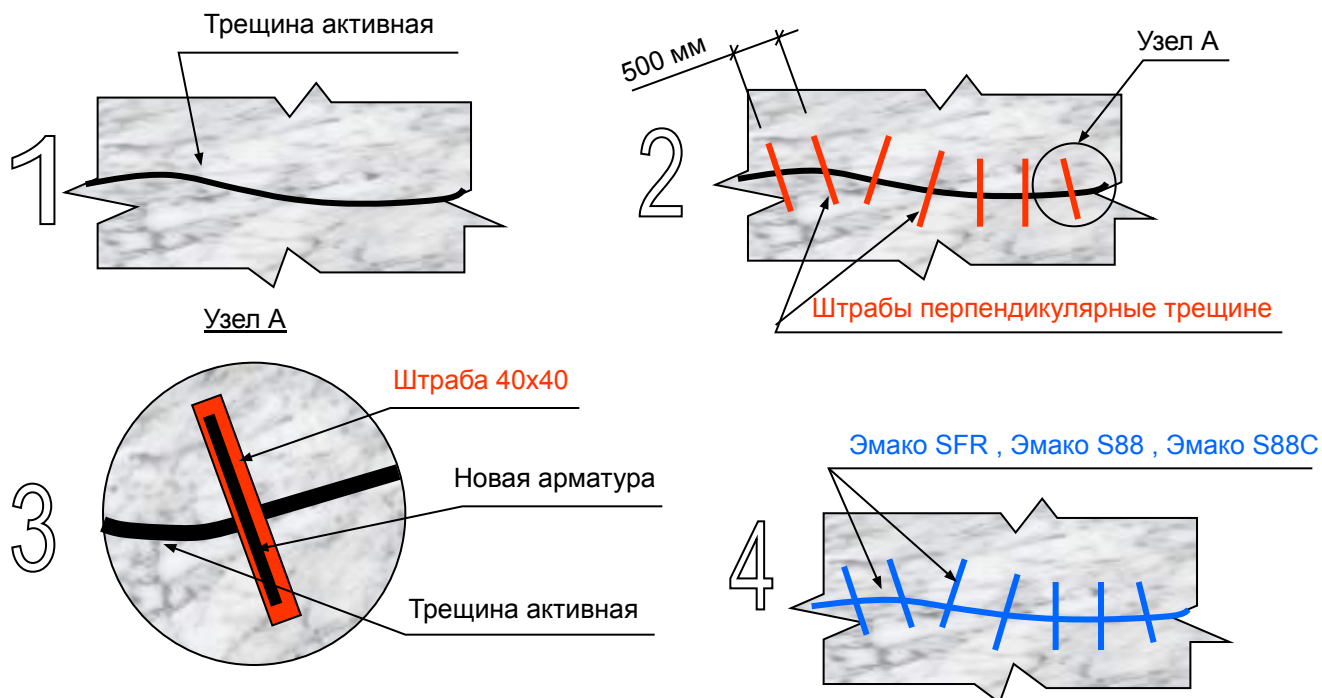 1
Трещина активная
2
500 мм
Узел А
Штрабы перпендикулярные трещине
Узел А
3
Штраба 40х40
Новая арматура
Трещина активная
4
Эмако SFR , Эмако S88 , Эмако S88C